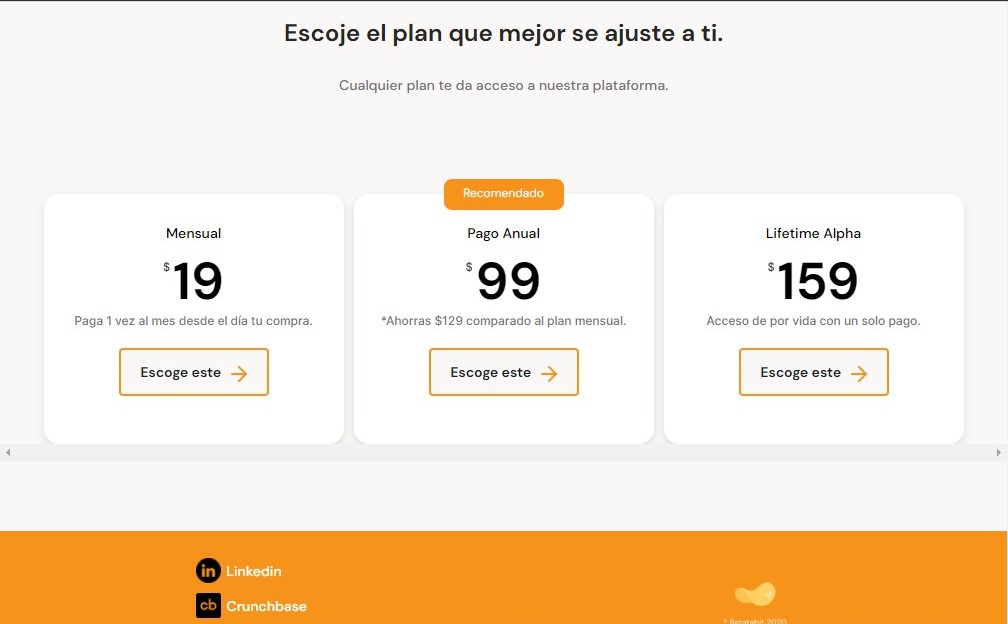 Escoje el plan que mejor se ajuste a ti.
Cualquier plan te da acceso a nuestra plataforma.
Recomendado
Mensual
$19
Paga 1 vez al mes desde el día tu compra.
Escoge este
Pago Anual
$99
*Ahorras $129 comparado al plan mensual.
Escoge este
Lifetime Alpha
$159
Acceso de por vida con un solo pago.
Escoge este
in Linkedin
cb Crunchbase
* Batatabit 2020